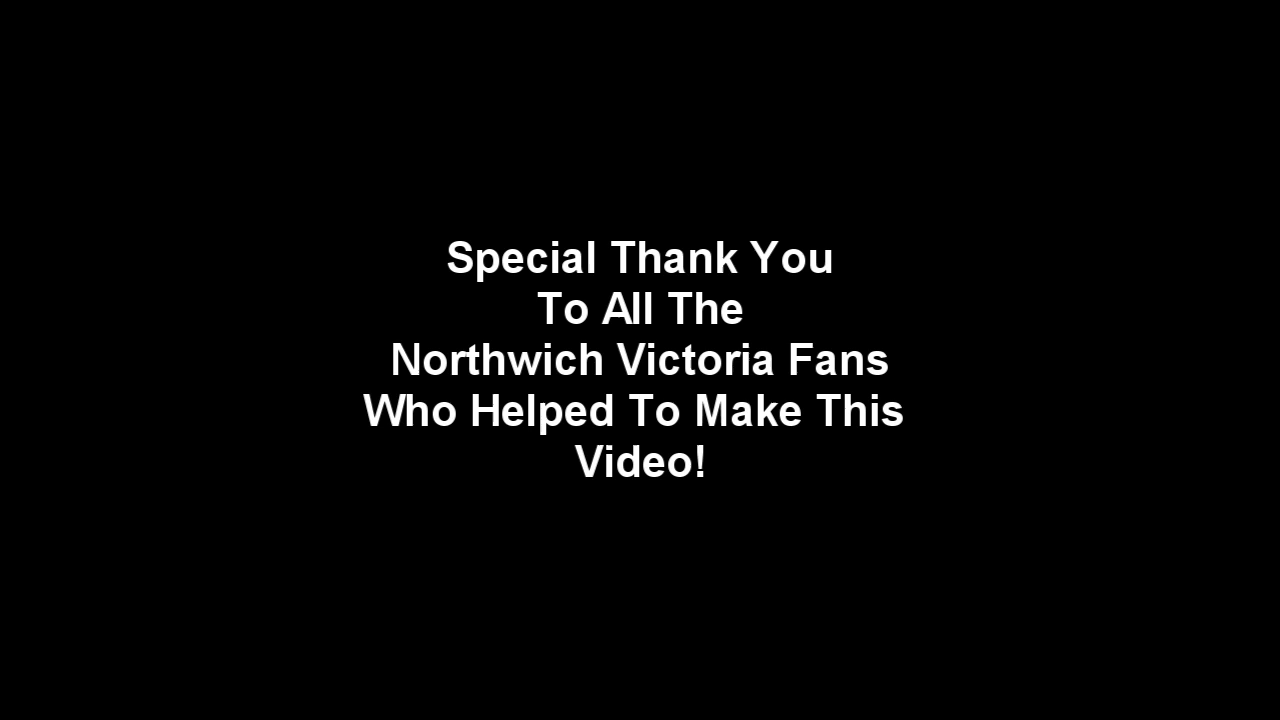 Special Thank You
To All The
Northwich Victoria Fans
Who Helped To Make This
Video!